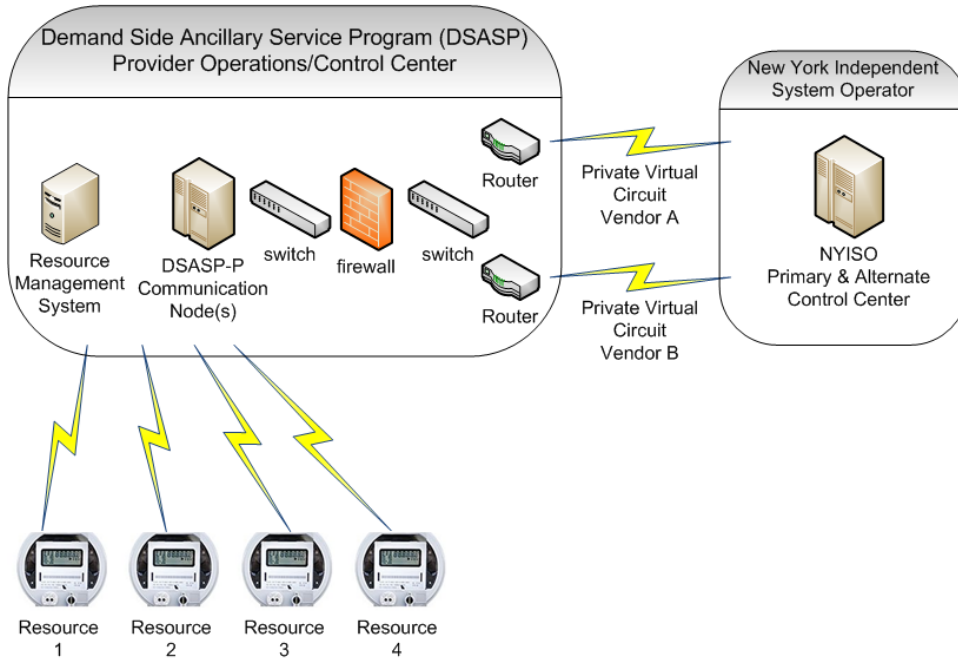 Demand Side Ancillary Service Program (DSASP)
Provider Operations/Control Center
New York Independent
System Operator
Router
Private Virtual
Circuit
Vendor A
Resource
Management
System
DSASP-P
Communication
Node(s)
switch
firewall
switch
NYISO
Primary & Alternate
Control Center
Router
Private Virtual
Circuit
Vendor B
Resource
1
Resource
2
Resource
3
Resource
4